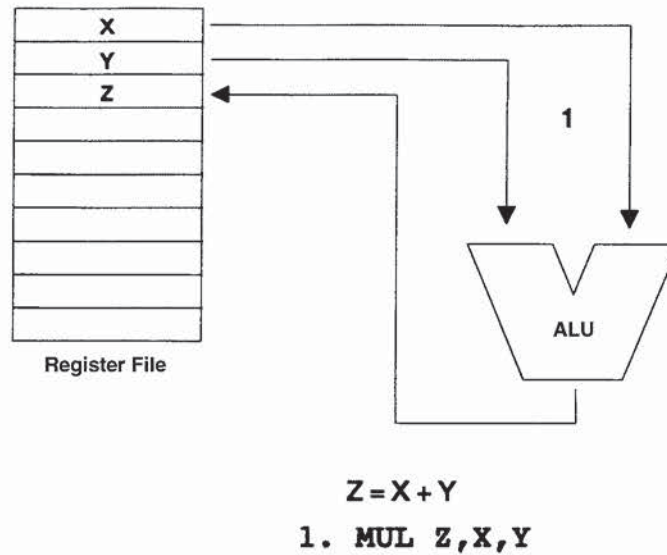 X
Y
Z
1
ALU
Register File
Z = X + Y
1. MUL Z,X,Y